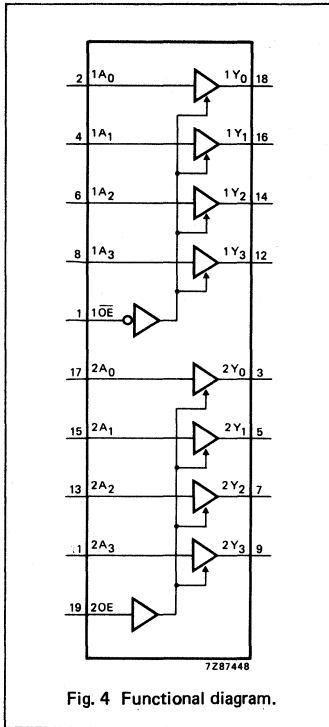 2 1A0 1Y0 18
4 1A1 1Y1 16
6 1A2 1Y2 14
8 1A3 1Y3 12
1 1O̅E̅
17 2A0 2Y0 3
15 2A1 2Y1 5
13 2A2 2Y2 7
11 2A3 2Y3 9
19 2OE
7Z87448
Fig. 4 Functional diagram.